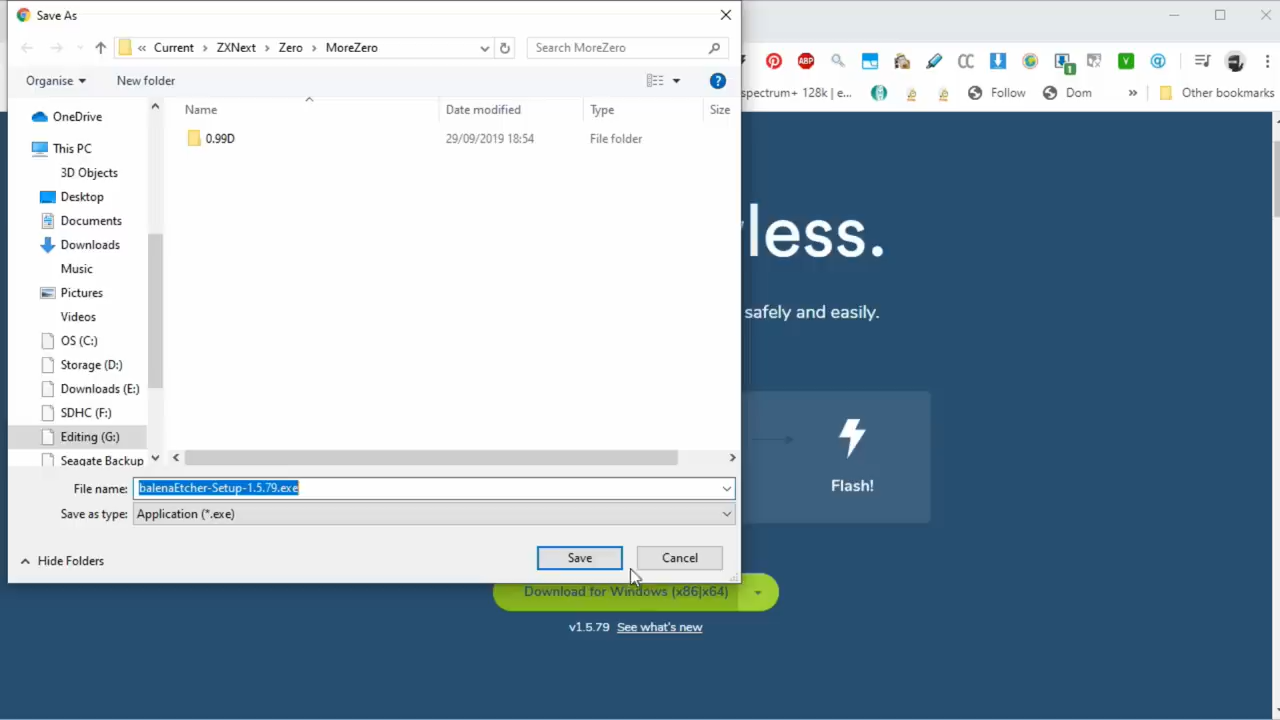 Save As
« Current > ZXNext > Zero > MoreZero
Search MoreZero
Organise
New folder
?
OneDrive
This PC
3D Objects
Desktop
Documents
Downloads
Music
Pictures
Videos
OS (C:)
Storage (D:)
Downloads (E:)
SDHC (F:)
Editing (G:)
Seagate Backup
Name
Date modified
Type
Size
0.99D
29/09/2019 18:54
File folder
File name:
balenaEtcher-Setup-1.5.79.exe
Save as type:
Application (*.exe)
Hide Folders
Save
Cancel
ABP
CC
1
V
@
spectrum+ 128k | e...
Follow
Dom
»
Other bookmarks
less.
safely and easily.
Flash!
Download for Windows (x86|x64)
v1.5.79 See what's new